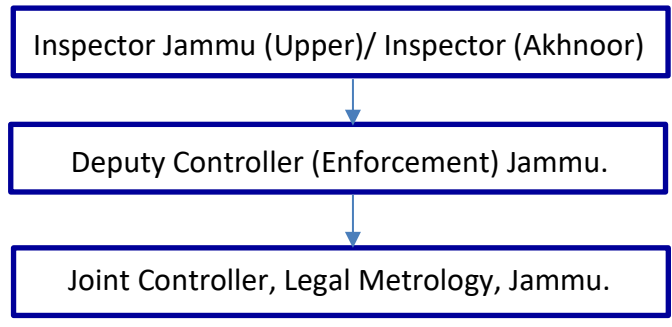 Inspector Jammu (Upper)/ Inspector (Akhnoor)
Deputy Controller (Enforcement) Jammu.
Joint Controller, Legal Metrology, Jammu.